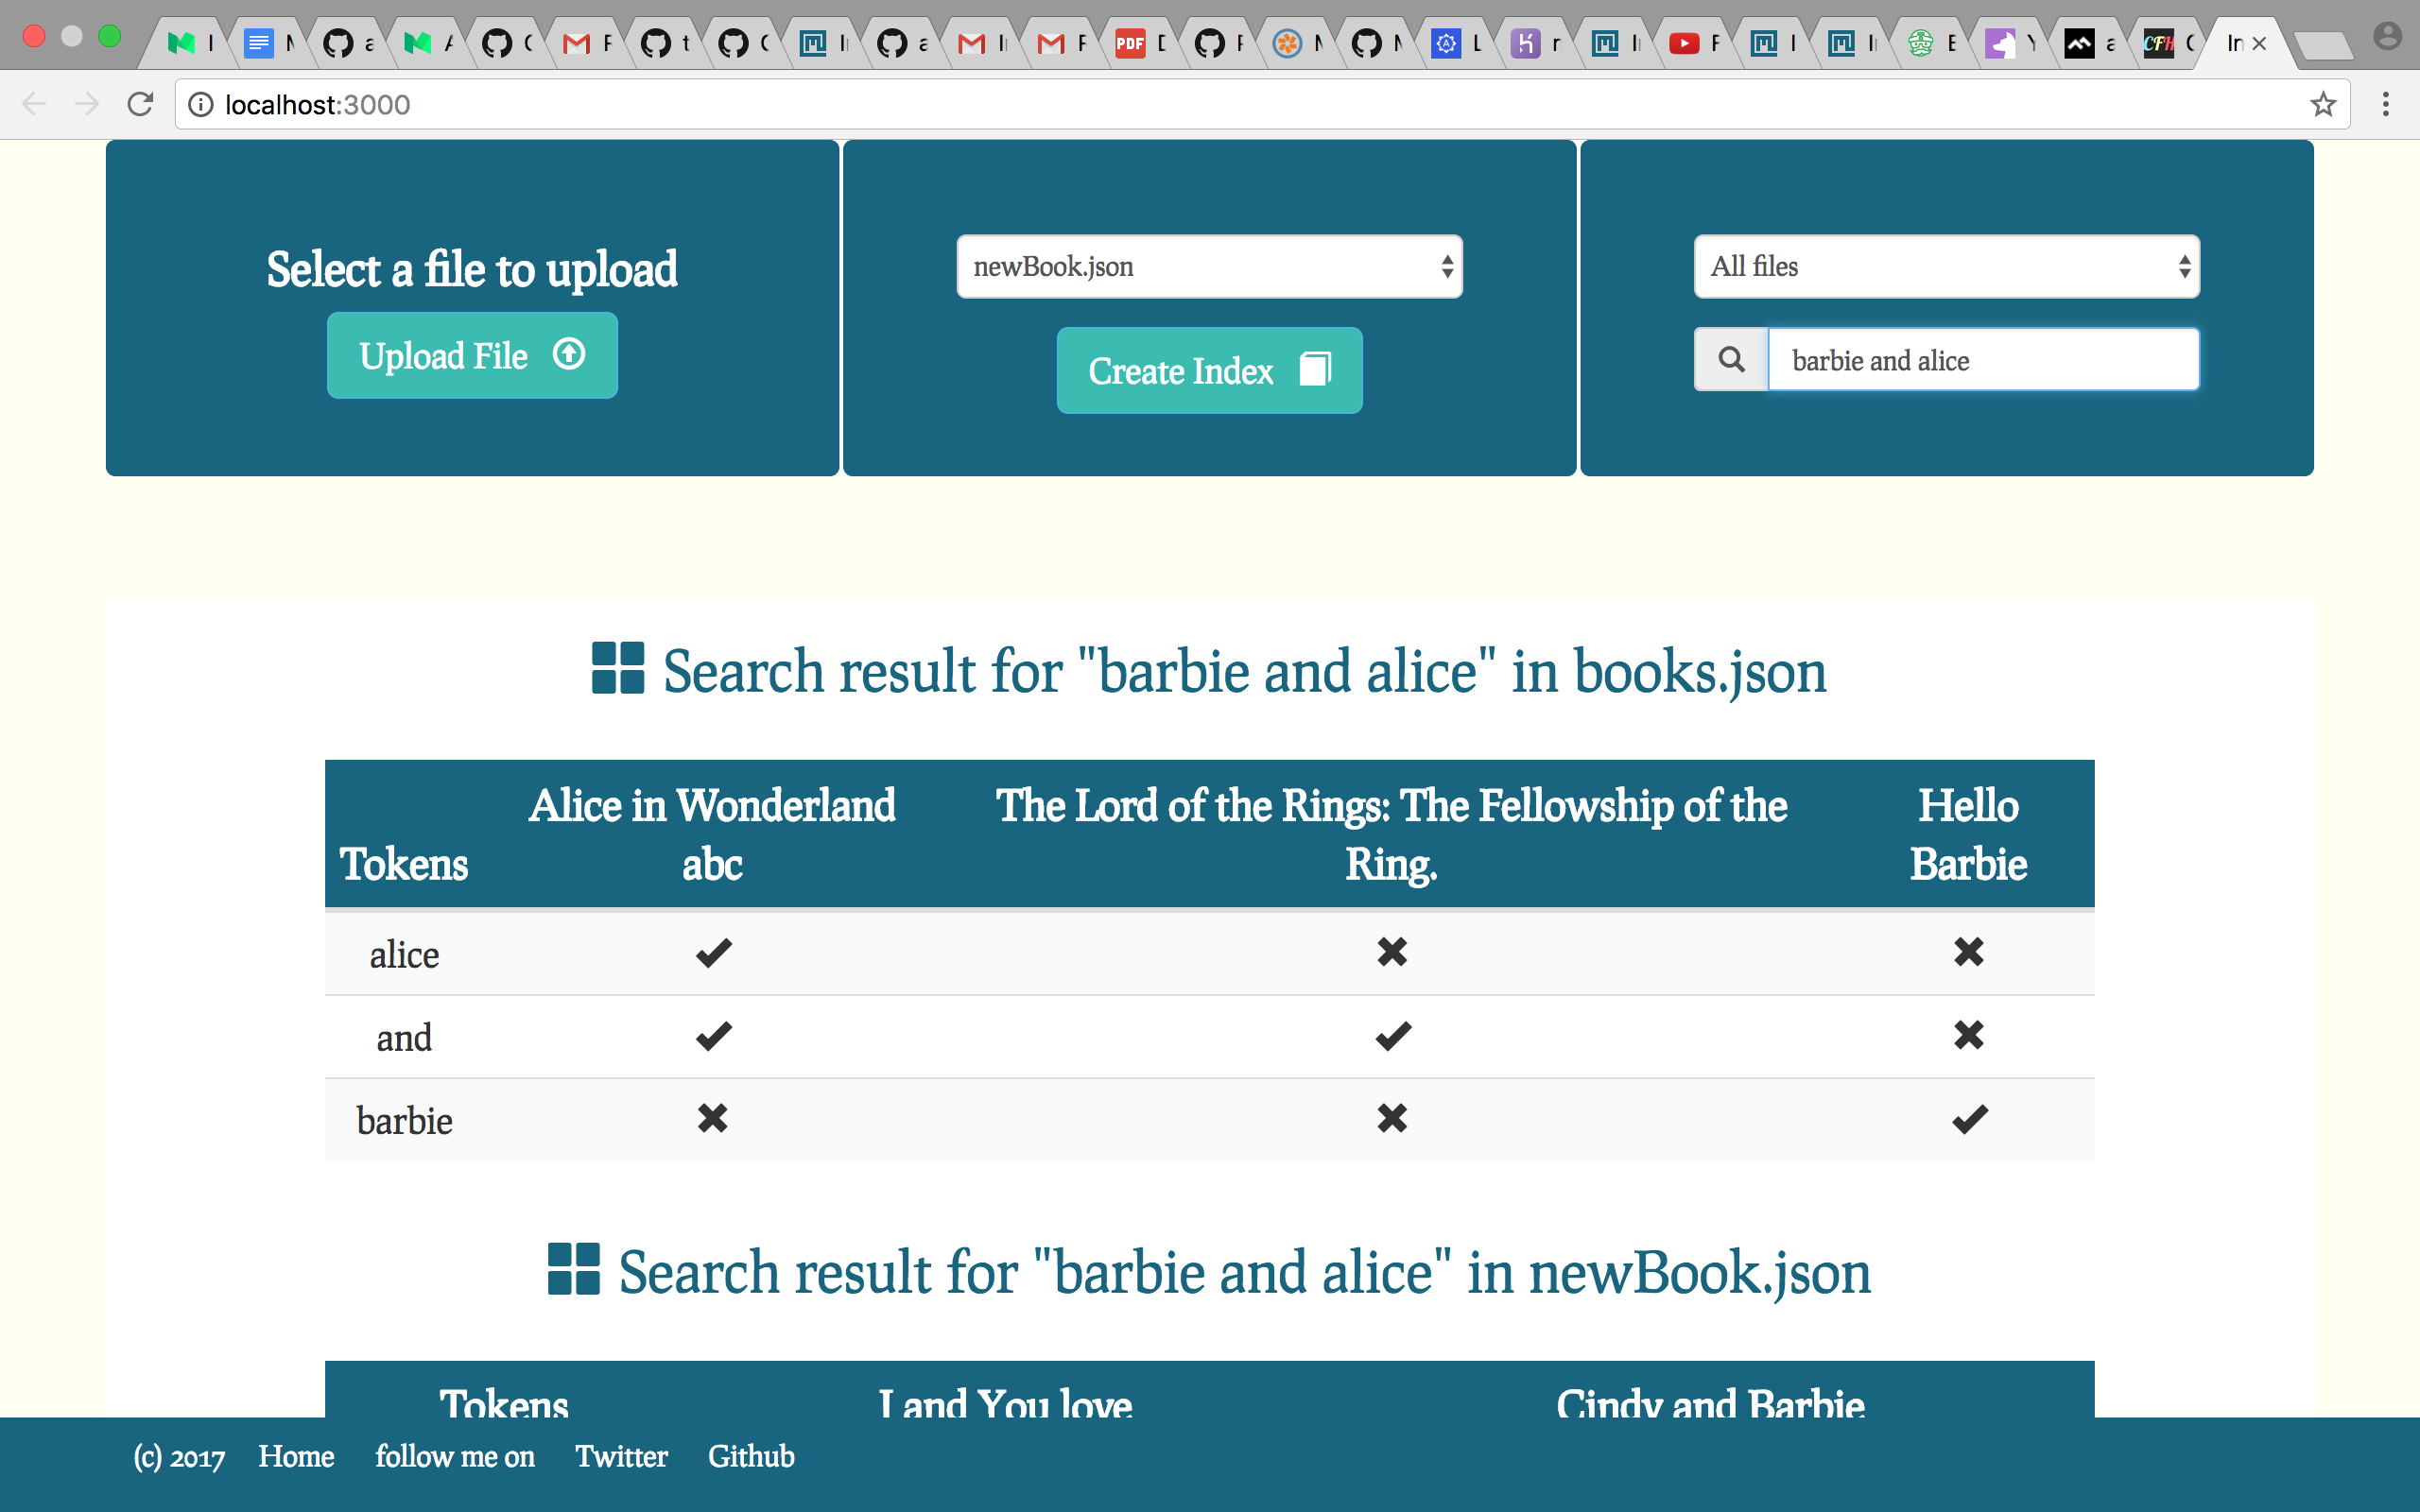 localhost:3000
Select a file to upload
Upload File
newBook.json
Create Index
All files
barbie and alice
Search result for "barbie and alice" in books.json
Tokens
Alice in Wonderland
abc
The Lord of the Rings: The Fellowship of the
Ring.
Hello
Barbie
alice
and
barbie
Search result for "barbie and alice" in newBook.json
Tokens
I and You love
Cindy and Barbie
(c) 2017
Home
follow me on
Twitter
Github